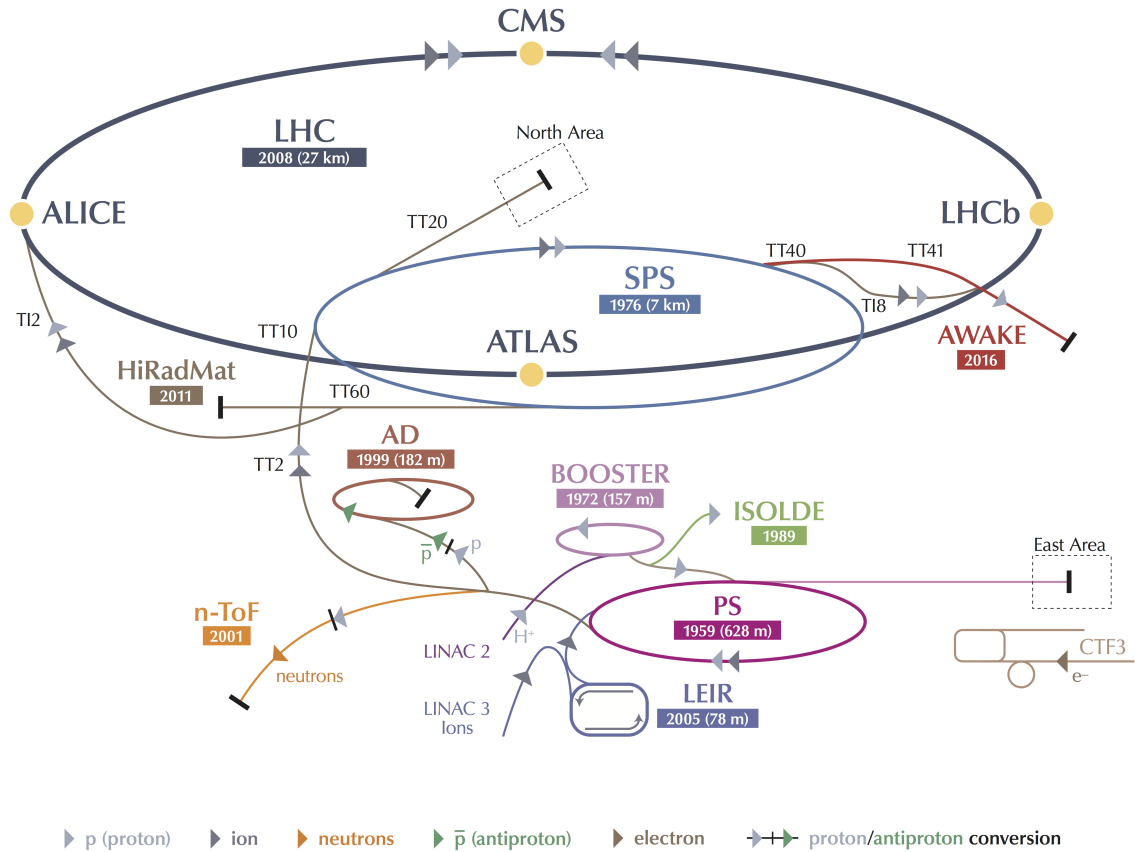 CMS
LHC
2008 (27 km)
North Area
ALICE
LHCb
TT20
TT40
TT41
SPS
1976 (7 km)
TI8
TI2
TT10
ATLAS
AWAKE
2016
HiRadMat
2011
TT60
AD
1999 (182 m)
TT2
BOOSTER
1972 (157 m)
ISOLDE
1989
p
p̅
East Area
n-ToF
2001
PS
1959 (628 m)
H⁺
LINAC 2
neutrons
CTF3
e–
LEIR
2005 (78 m)
LINAC 3
Ions
p (proton) ion neutrons p̅ (antiproton) electron proton/antiproton conversion